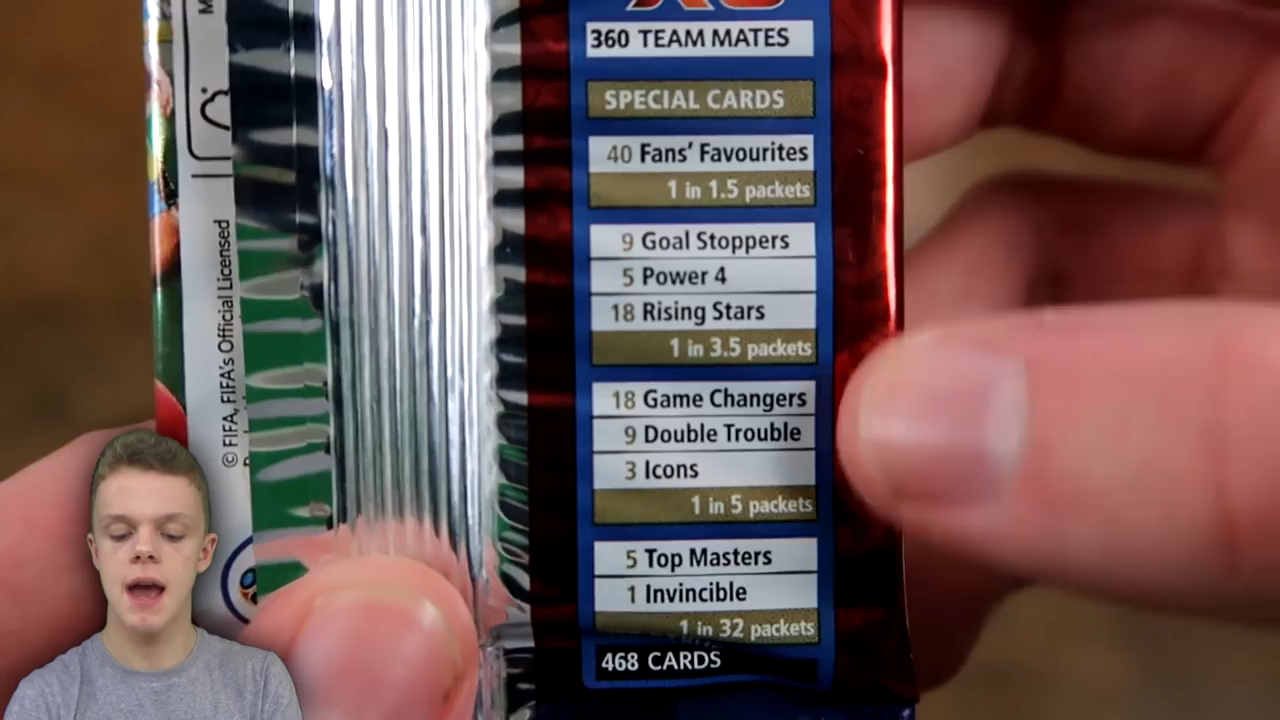 360 TEAM MATES
SPECIAL CARDS
40 Fans' Favourites
1 in 1.5 packets
9 Goal Stoppers
5 Power 4
18 Rising Stars
1 in 3.5 packets
18 Game Changers
9 Double Trouble
3 Icons
1 in 5 packets
5 Top Masters
1 Invincible
1 in 32 packets
468 CARDS
© FIFA, FIFA's Official Licensed